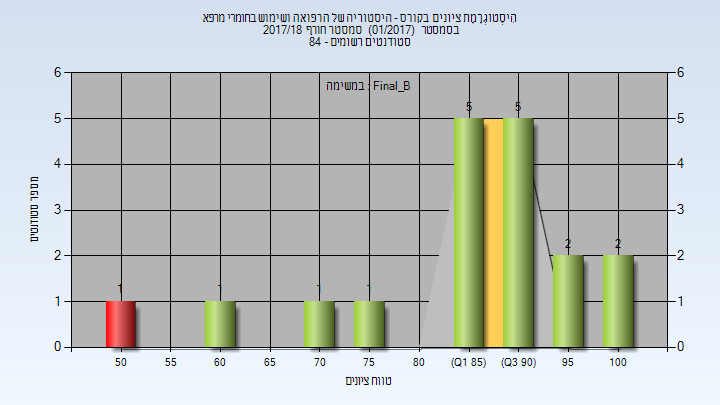 הִיסְטוֹגְרָמַת ציונים בקורס - היסטוריה של הרפואה ושימוש בחומרי מרפא
בסמסטר (01/2017) סמסטר חורף 2017/18
סטודנטים רשומים - 84
במשימה : Final_B
מספר סטודנטים
6 6
5 5
4 4
3 3
2 2
1 1
0 0
1 1 1 1 5 5 2 2
50 55 60 65 70 75 80 (Q1 85) (Q3 90) 95 100
טווח ציונים